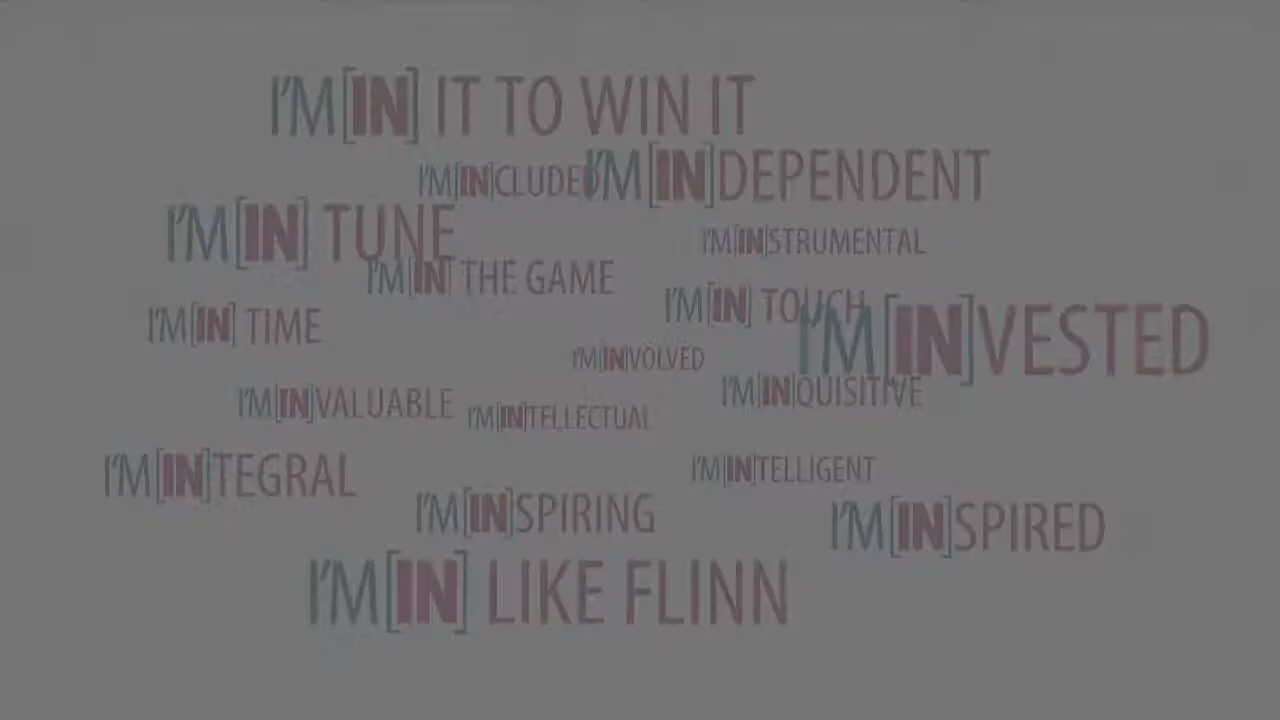 I'M[IN] IT TO WIN IT
I'M[IN]CLUDED
I'M[IN]DEPENDENT
I'M[IN] TUNE
I'M[IN]STRUMENTAL
I'M[IN] THE GAME
I'M[IN] TOUCH
I'M[IN] TIME
I'M[IN]VESTED
I'M[IN]VOLVED
I'M[IN]QUISITIVE
I'M[IN]VALUABLE
I'M[IN]TELLECTUAL
I'M[IN]TEGRAL
I'M[IN]TELLIGENT
I'M[IN]SPIRING
I'M[IN]SPIRED
I'M[IN] LIKE FLINN